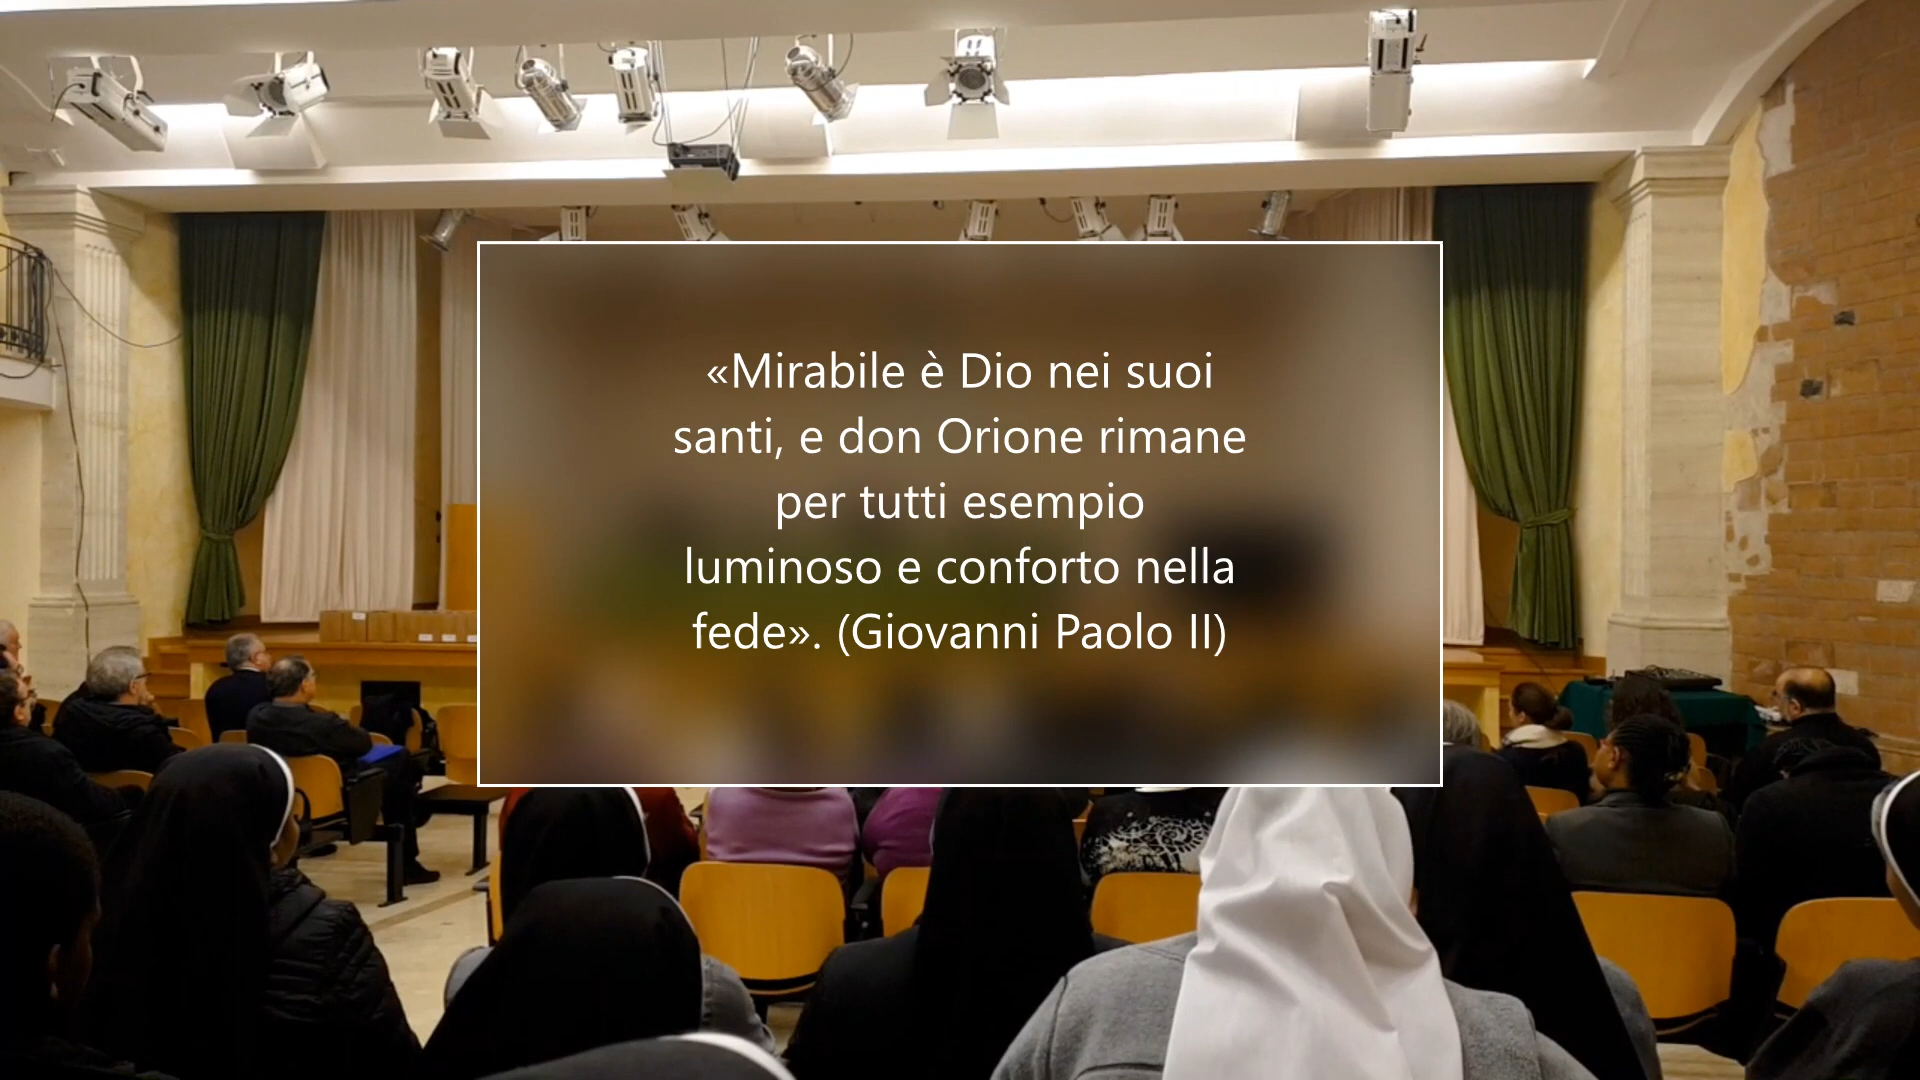 «Mirabile è Dio nei suoi
santi, e don Orione rimane
per tutti esempio
luminoso e conforto nella
fede». (Giovanni Paolo II)